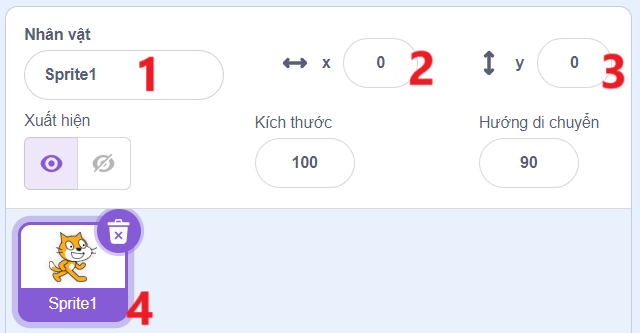 Nhân vật
Sprite1 1 x 0 2 y 0 3
Xuất hiện Kích thước Hướng di chuyển
100 90
Sprite1 4